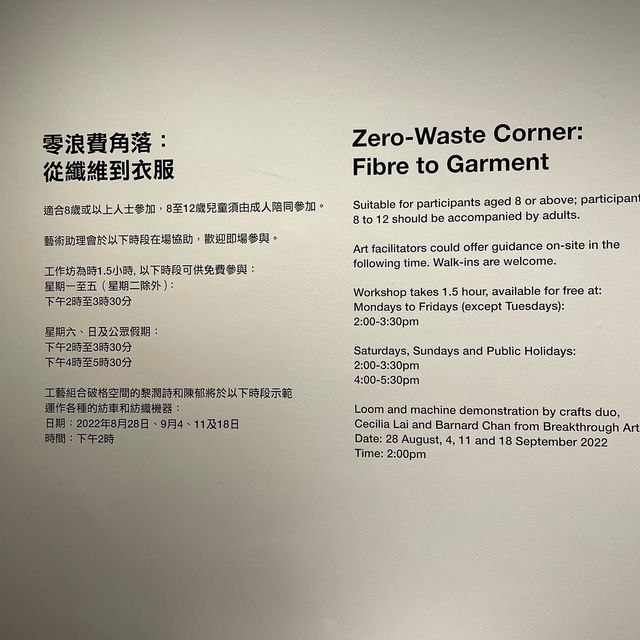 零浪費角落：
從纖維到衣服
適合8歲或以上人士參加，8至12歲兒童須由成人陪同參加。
藝術助理會於以下時段在場協助，歡迎即場參與。
工作坊為時1.5小時, 以下時段可供免費參與：
星期一至五（星期二除外）：
下午2時至3時30分
星期六、日及公眾假期：
下午2時至3時30分
下午4時至5時30分
工藝組合破格空間的黎潤詩和陳郁將於以下時段示範
運作各種的紡車和紡織機器：
日期：2022年8月28日、9月4、11及18日
時間：下午2時
Zero-Waste Corner:
Fibre to Garment
Suitable for participants aged 8 or above; participant
8 to 12 should be accompanied by adults.
Art facilitators could offer guidance on-site in the
following time. Walk-ins are welcome.
Workshop takes 1.5 hour, available for free at:
Mondays to Fridays (except Tuesdays):
2:00-3:30pm
Saturdays, Sundays and Public Holidays:
2:00-3:30pm
4:00-5:30pm
Loom and machine demonstration by crafts duo,
Cecilia Lai and Barnard Chan from Breakthrough Art
Date: 28 August, 4, 11 and 18 September 2022
Time: 2:00pm